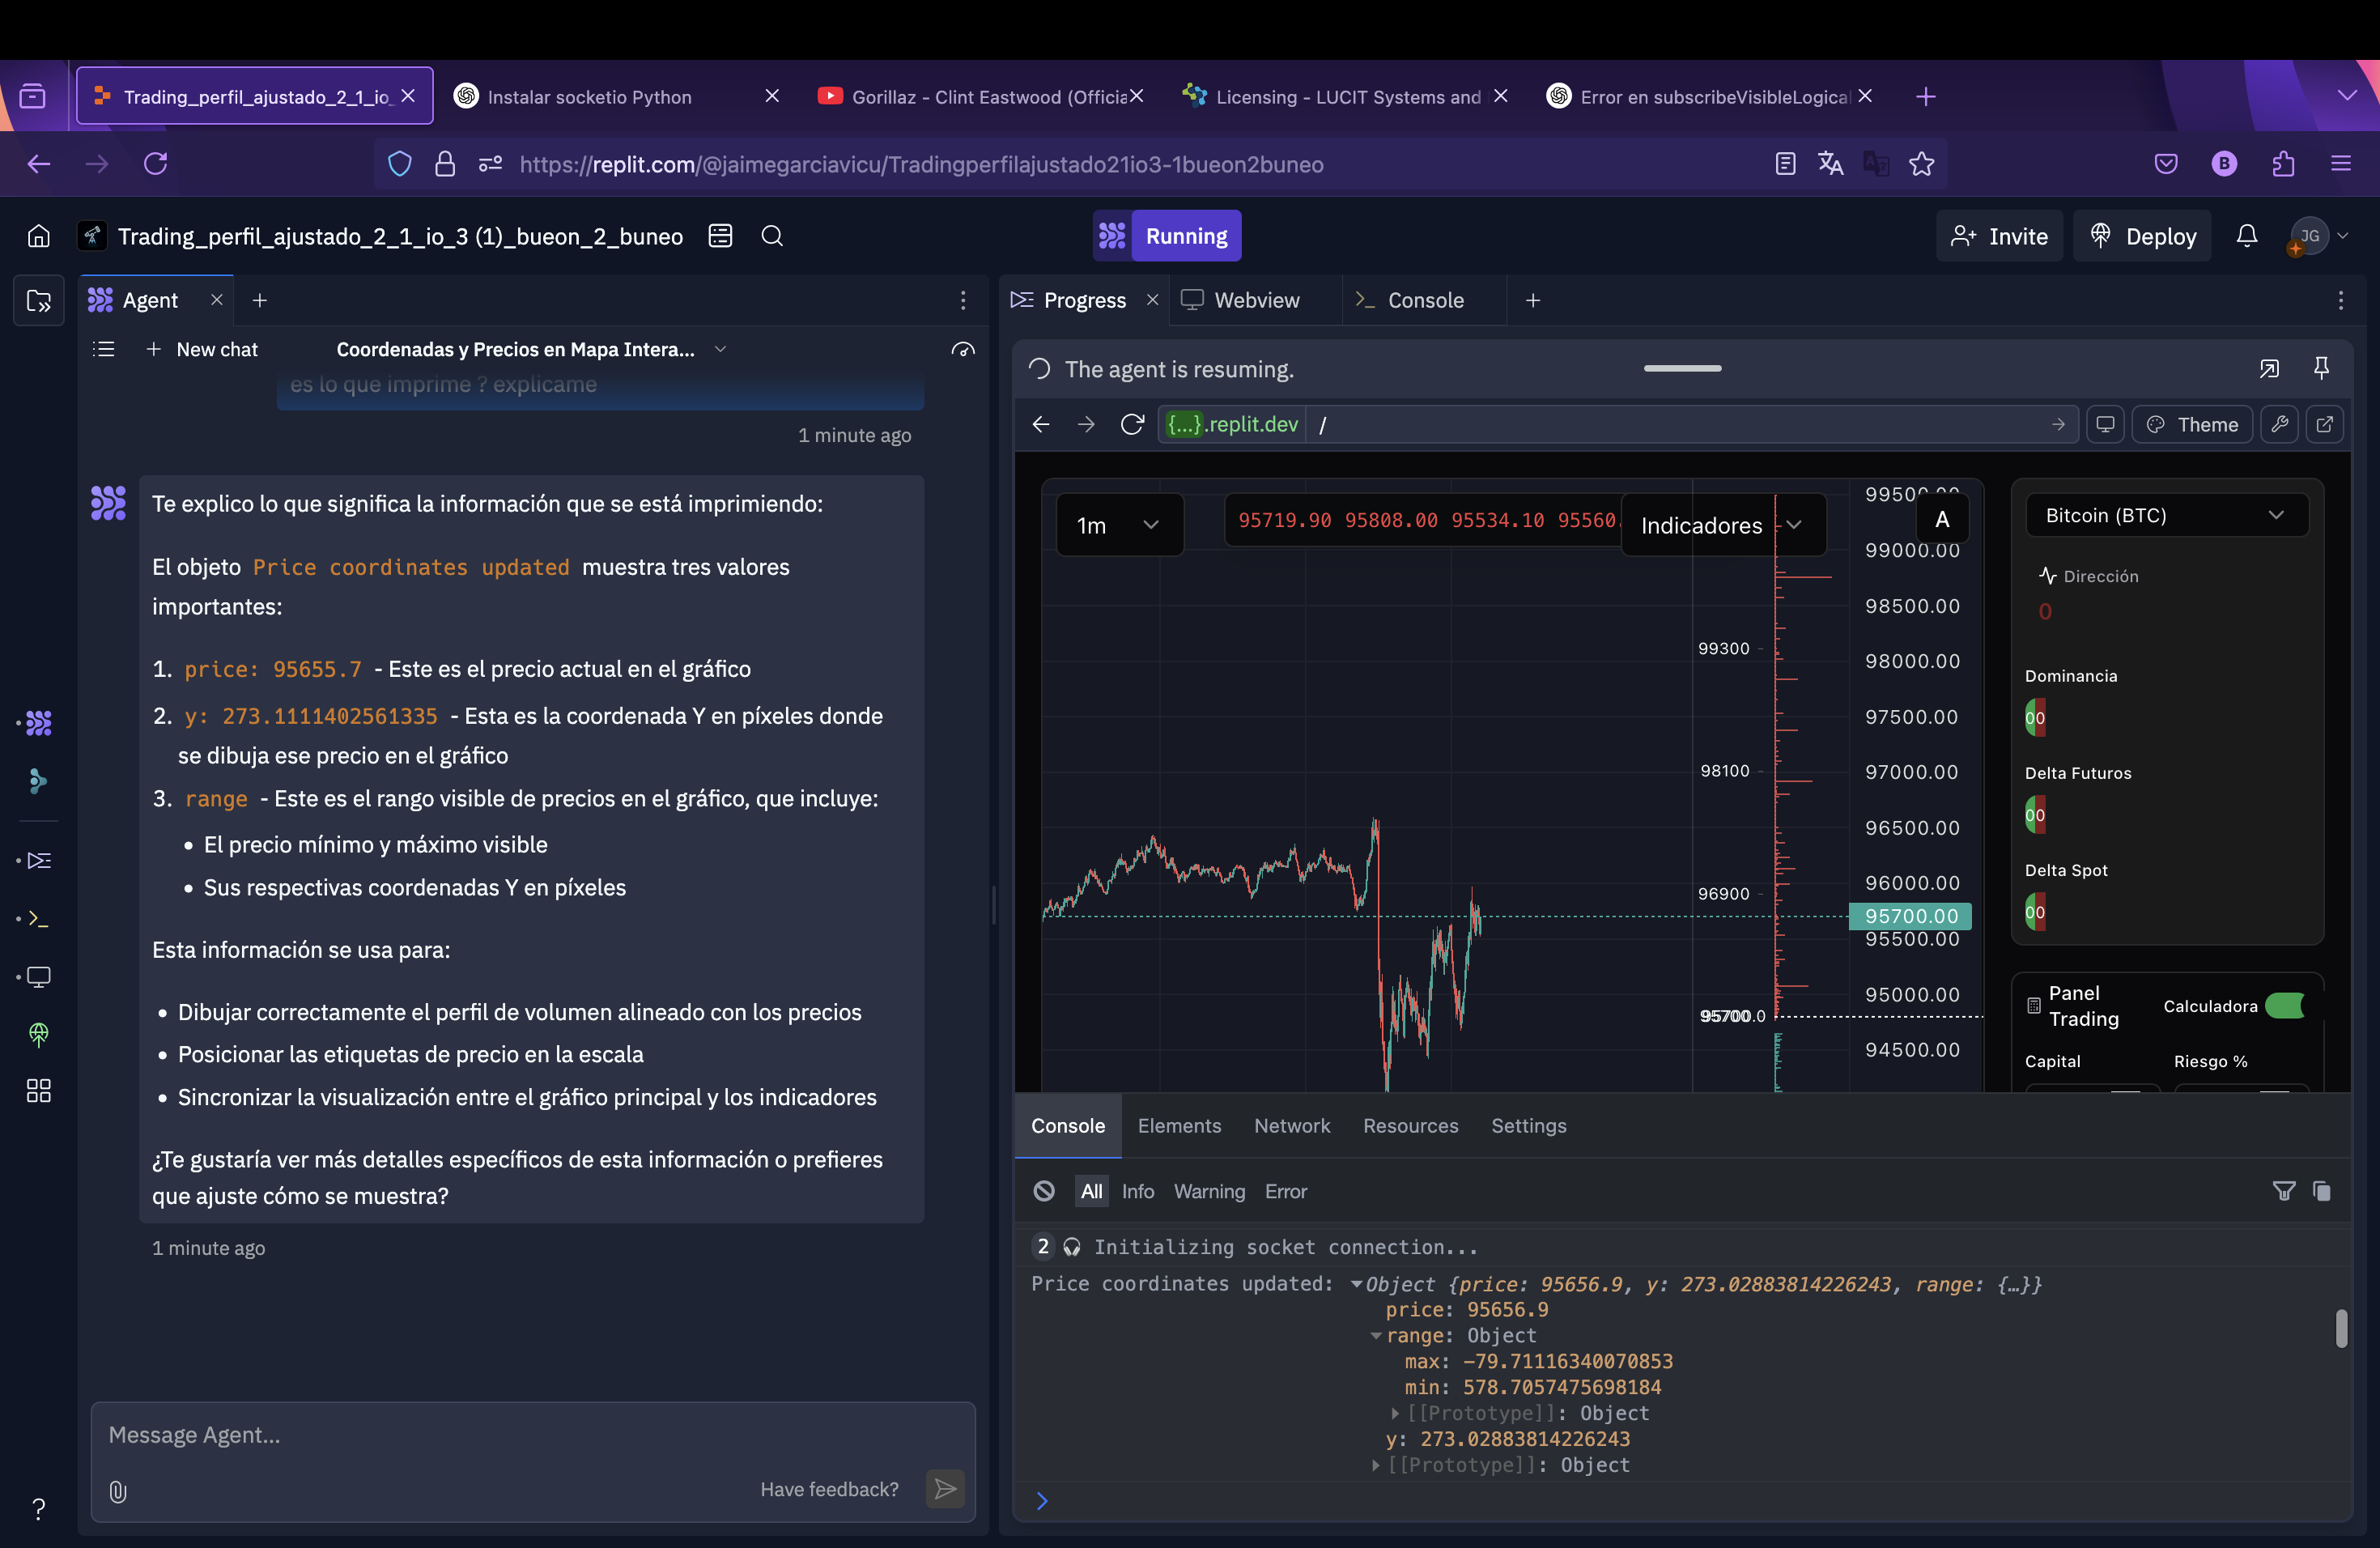 Trading_perfil_ajustado_2_1_io_
Instalar socketio Python
Gorillaz - Clint Eastwood (Officia
Licensing - LUCIT Systems and
Error en subscribeVisibleLogical
https://replit.com/@jaimegarciavicu/Tradingperfilajustado21io3-1bueon2buneo
B
Trading_perfil_ajustado_2_1_io_3 (1)_bueon_2_buneo
Running
Invite
Deploy
JG
Agent
New chat
Coordenadas y Precios en Mapa Intera...
es lo que imprime ? explicame
1 minute ago
Te explico lo que significa la información que se está imprimiendo:
El objeto Price coordinates updated muestra tres valores
importantes:
1. price: 95655.7 - Este es el precio actual en el gráfico
2. y: 273.1111402561335 - Esta es la coordenada Y en píxeles donde
se dibuja ese precio en el gráfico
3. range - Este es el rango visible de precios en el gráfico, que incluye:
• El precio mínimo y máximo visible
• Sus respectivas coordenadas Y en píxeles
Esta información se usa para:
• Dibujar correctamente el perfil de volumen alineado con los precios
• Posicionar las etiquetas de precio en la escala
• Sincronizar la visualización entre el gráfico principal y los indicadores
¿Te gustaría ver más detalles específicos de esta información o prefieres
que ajuste cómo se muestra?
1 minute ago
Message Agent...
Have feedback?
?
Progress
Webview
Console
The agent is resuming.
{...}.replit.dev /
Theme
1m
95719.90 95808.00 95534.10 95560.
Indicadores
A
99000.00
98500.00
98000.00
97500.00
97000.00
96500.00
96000.00
95700.00
95500.00
95000.00
94500.00
99300
98100
96900
95700.0
Bitcoin (BTC)
Dirección
0
Dominancia
00
Delta Futuros
00
Delta Spot
00
Panel
Trading
Calculadora
Capital
Riesgo %
Console
Elements
Network
Resources
Settings
All
Info
Warning
Error
2 Initializing socket connection...
Price coordinates updated: Object {price: 95656.9, y: 273.02883814226243, range: {…}}
price: 95656.9
range: Object
max: -79.71116340070853
min: 578.7057475698184
[[Prototype]]: Object
y: 273.02883814226243
[[Prototype]]: Object